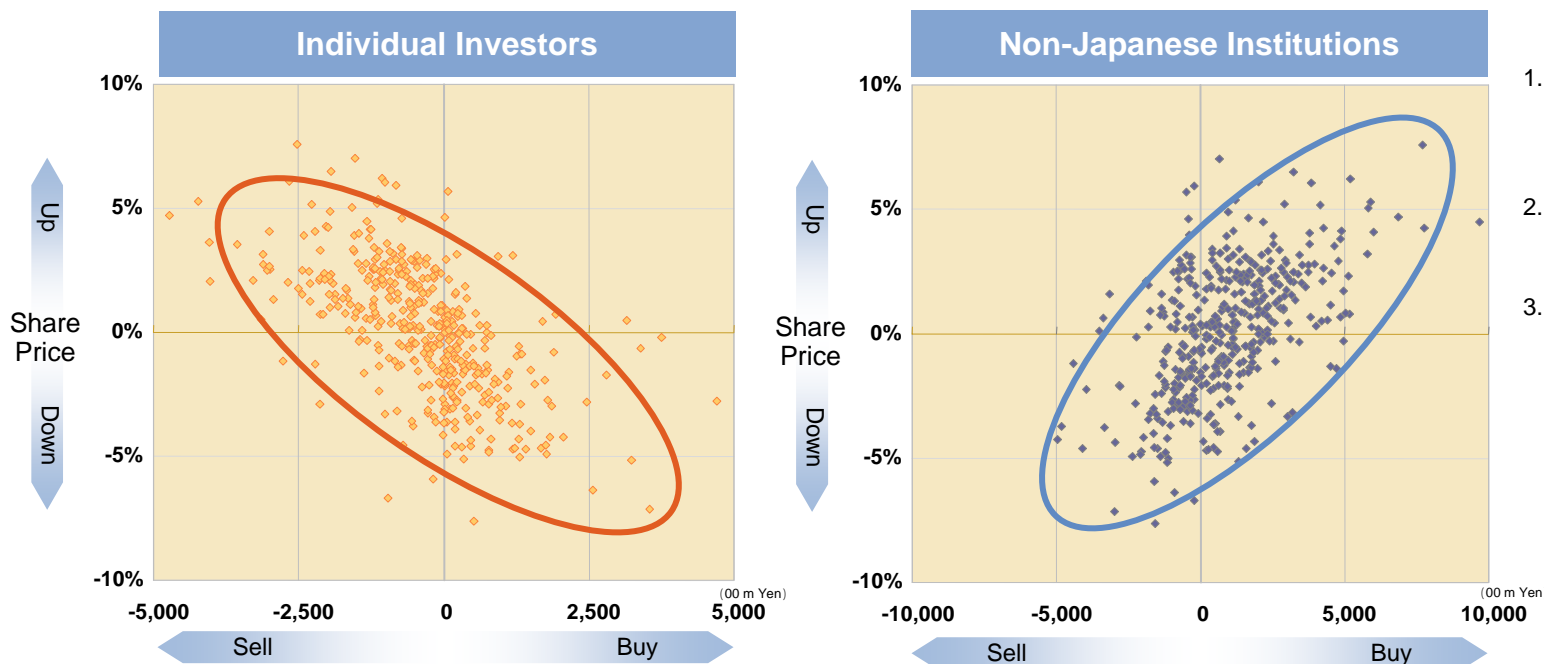 Individual Investors
10%
5%
0%
-5%
-10%
Up
Share
Price
Down
-5,000
-2,500
0
2,500
5,000
(00 m Yen)
Sell
Buy
Non-Japanese Institutions
10%
5%
0%
-5%
-10%
Up
Share
Price
Down
-10,000
-5,000
0
5,000
10,000
(00 m Yen
Sell
Buy
1.
2.
3.